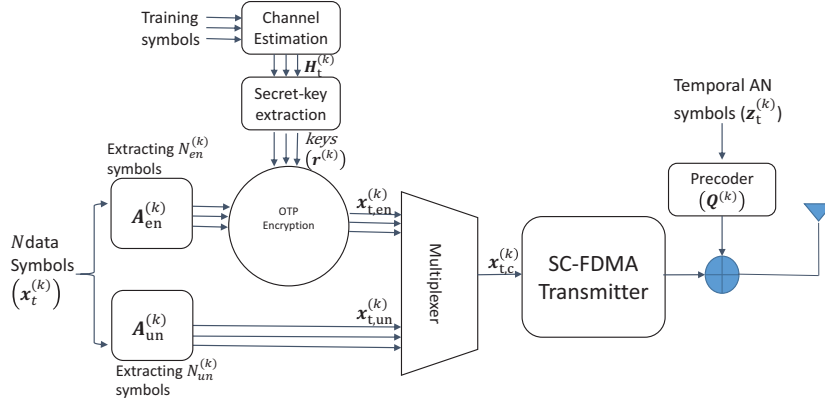 Training
symbols
Channel
Estimation
H_t^(k)
Secret-key
extraction
keys
(r^(k))
Extracting N_en^(k)
symbols
A_en^(k)
OTP
Encryption
x_t,en^(k)
N data
Symbols
(x_t^(k))
A_un^(k)
Extracting N_un^(k)
symbols
x_t,un^(k)
Multiplexer
x_t,c^(k)
SC-FDMA
Transmitter
Temporal AN
symbols (z_t^(k))
Precoder
(Q^(k))